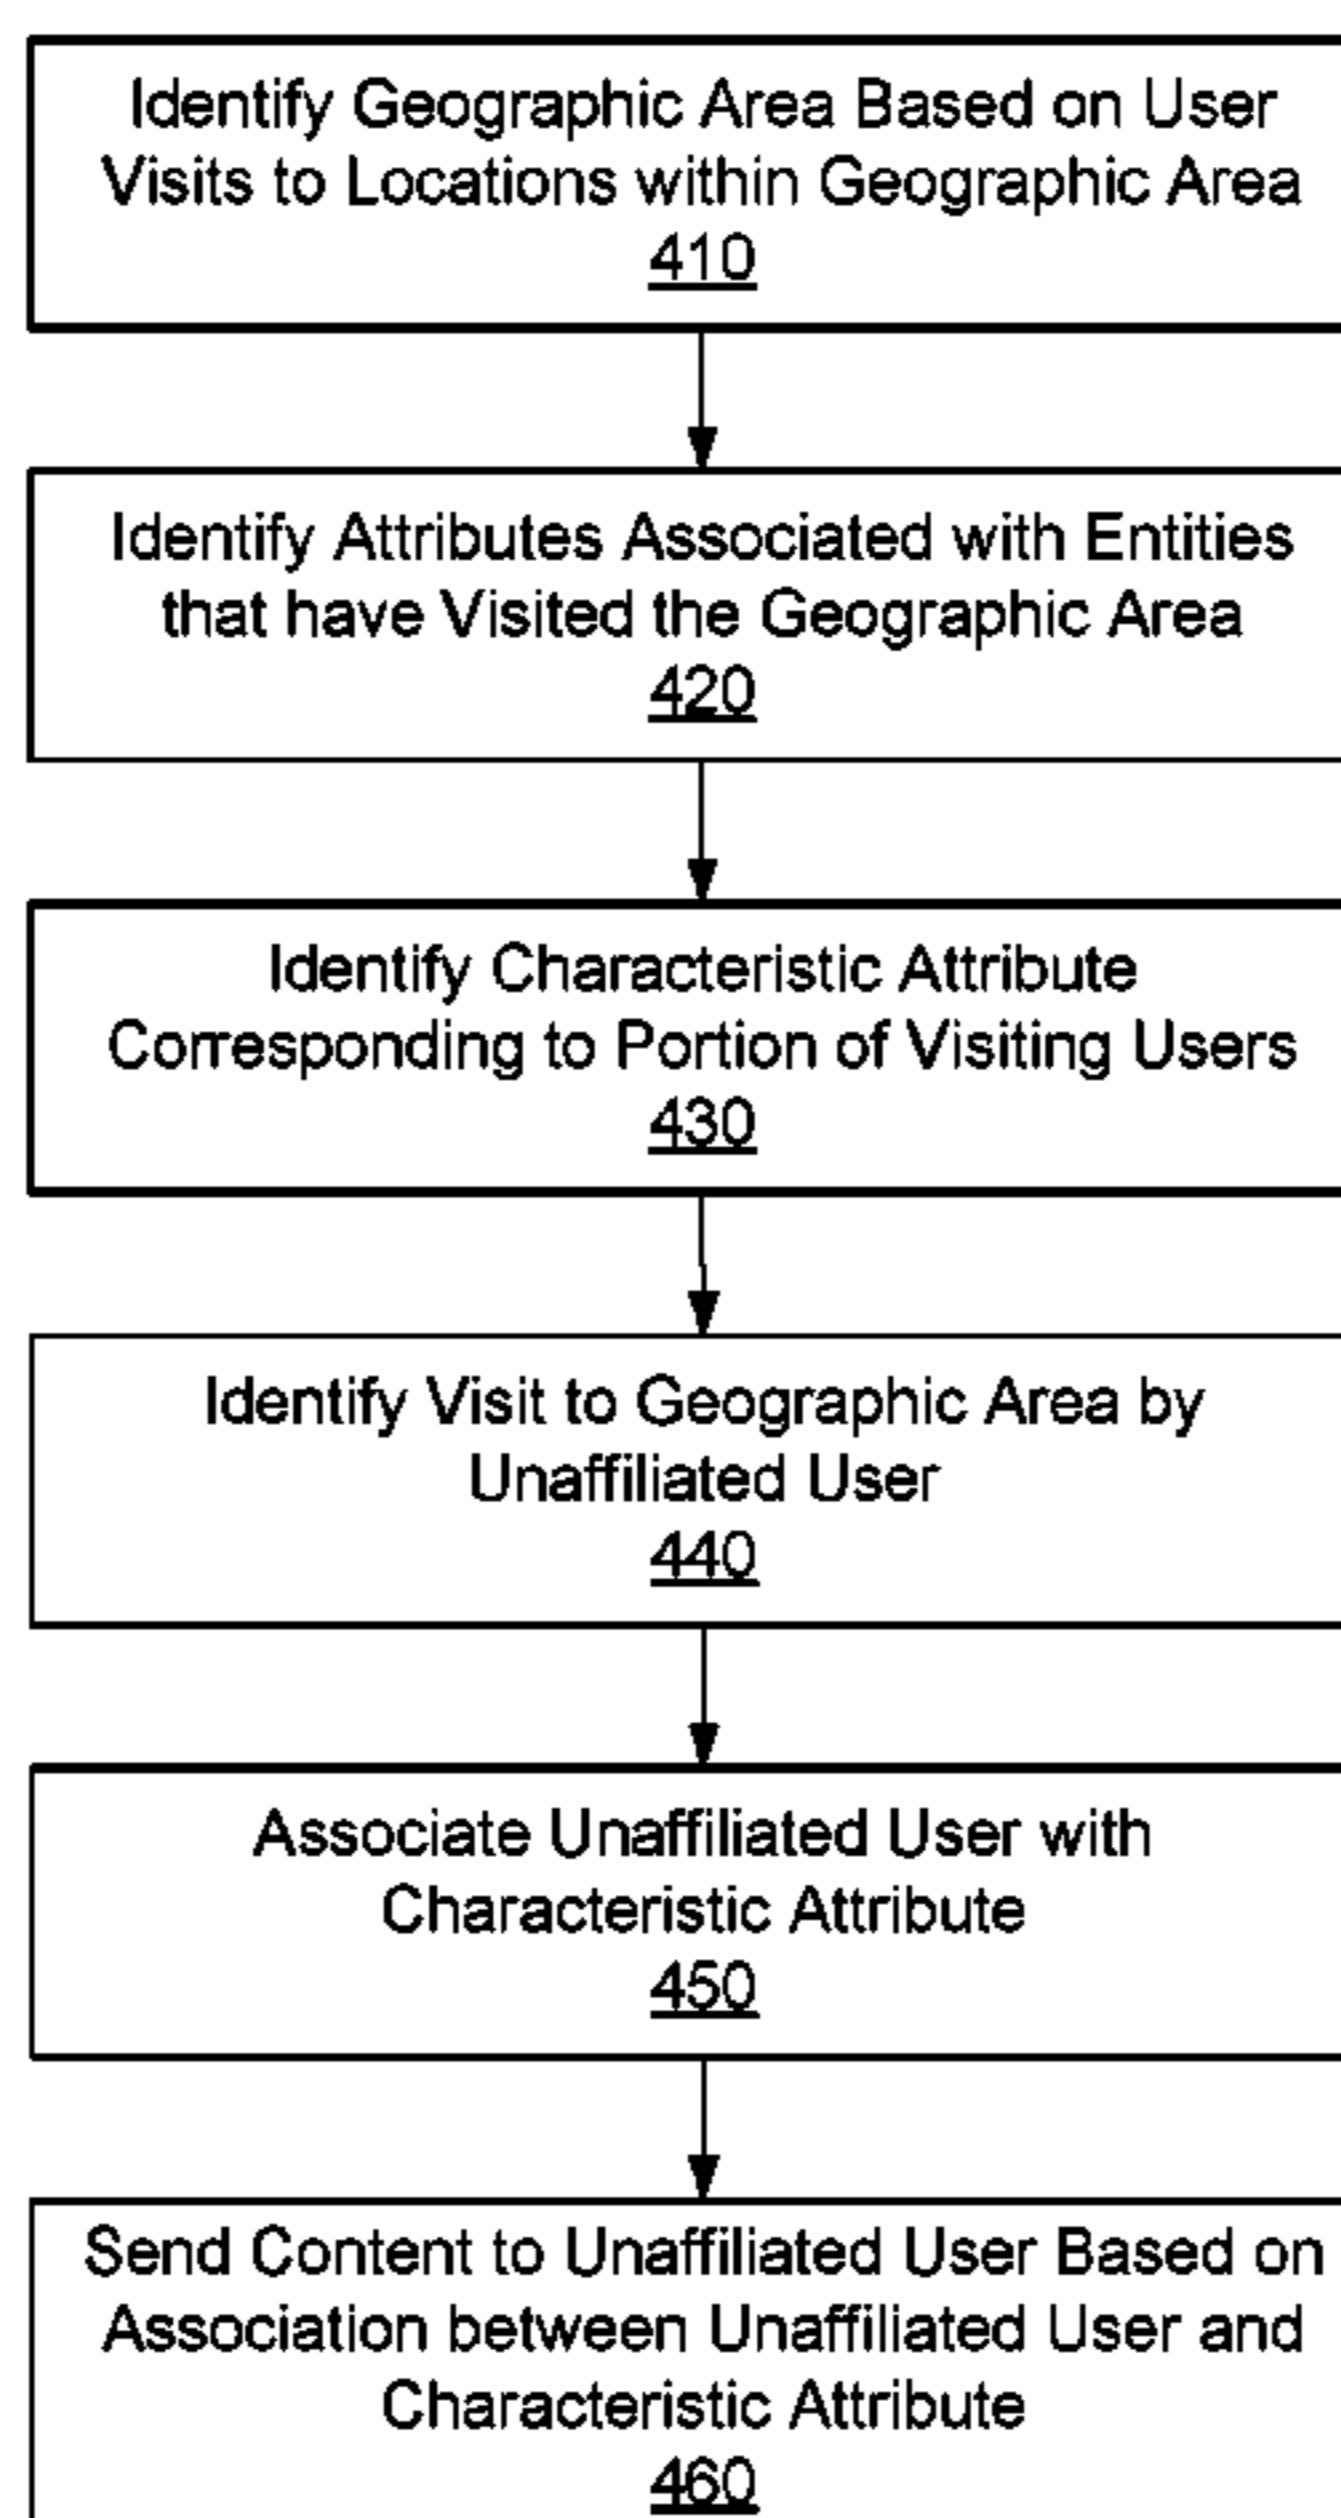 Identify Geographic Area Based on User
Visits to Locations within Geographic Area
410
Identify Attributes Associated with Entities
that have Visited the Geographic Area
420
Identify Characteristic Attribute
Corresponding to Portion of Visiting Users
430
Identify Visit to Geographic Area by
Unaffiliated User
440
Associate Unaffiliated User with
Characteristic Attribute
450
Send Content to Unaffiliated User Based on
Association between Unaffiliated User and
Characteristic Attribute
460